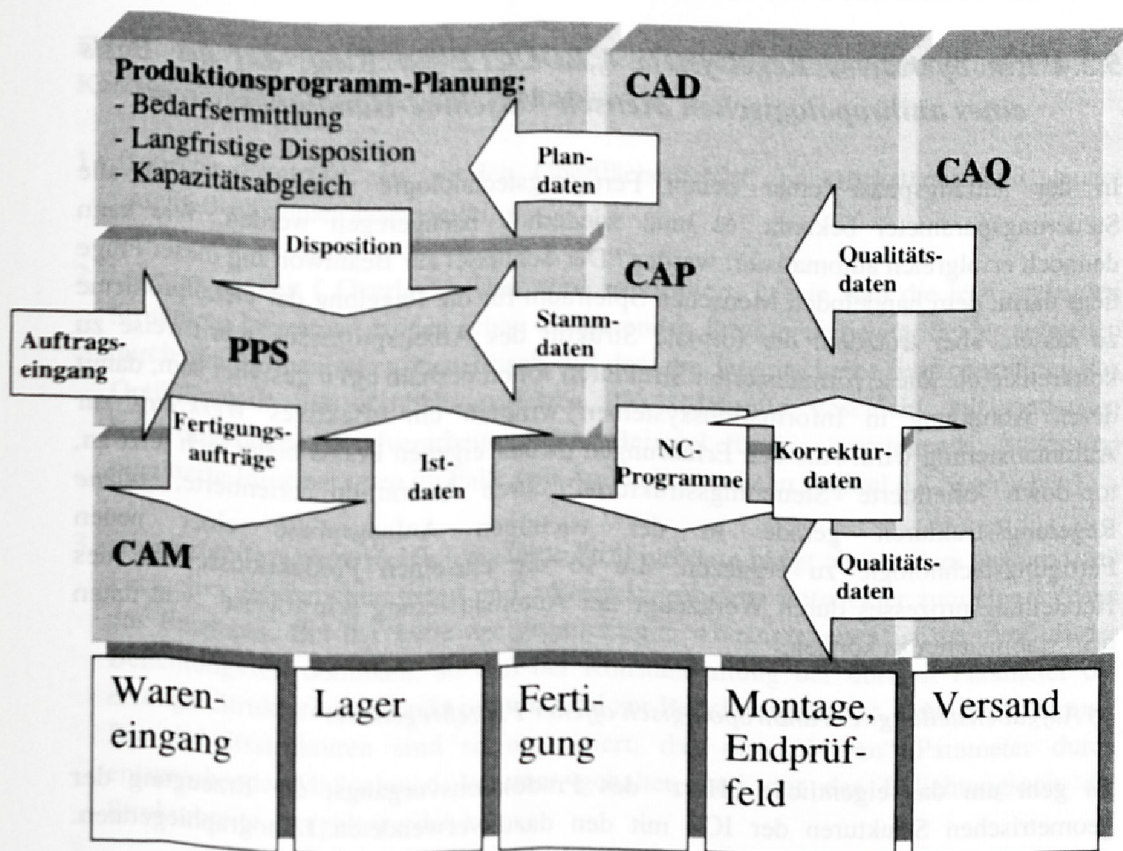 Produktionsprogramm-Planung:
- Bedarfsermittlung
- Langfristige Disposition
- Kapazitätsabgleich
CAD
Plan-
daten
CAQ
Disposition
Qualitäts-
daten
CAP
Stamm-
daten
Auftrags-
eingang
PPS
Fertigungs-
aufträge
Ist-
daten
NC-
Programme
Korrektur-
daten
CAM
Qualitäts-
daten
Waren-
eingang
Lager
Ferti-
gung
Montage,
Endprüf-
feld
Versand